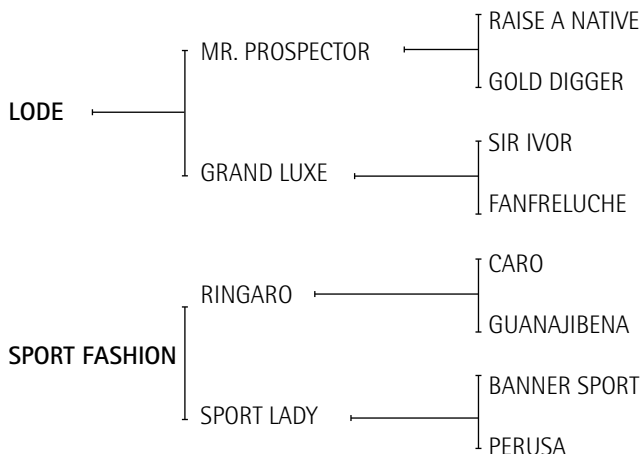 RAISE A NATIVE
MR. PROSPECTOR
GOLD DIGGER
LODE
SIR IVOR
GRAND LUXE
FANFRELUCHE
CARO
RINGARO
GUANAJIBENA
SPORT FASHION
BANNER SPORT
SPORT LADY
PERUSA